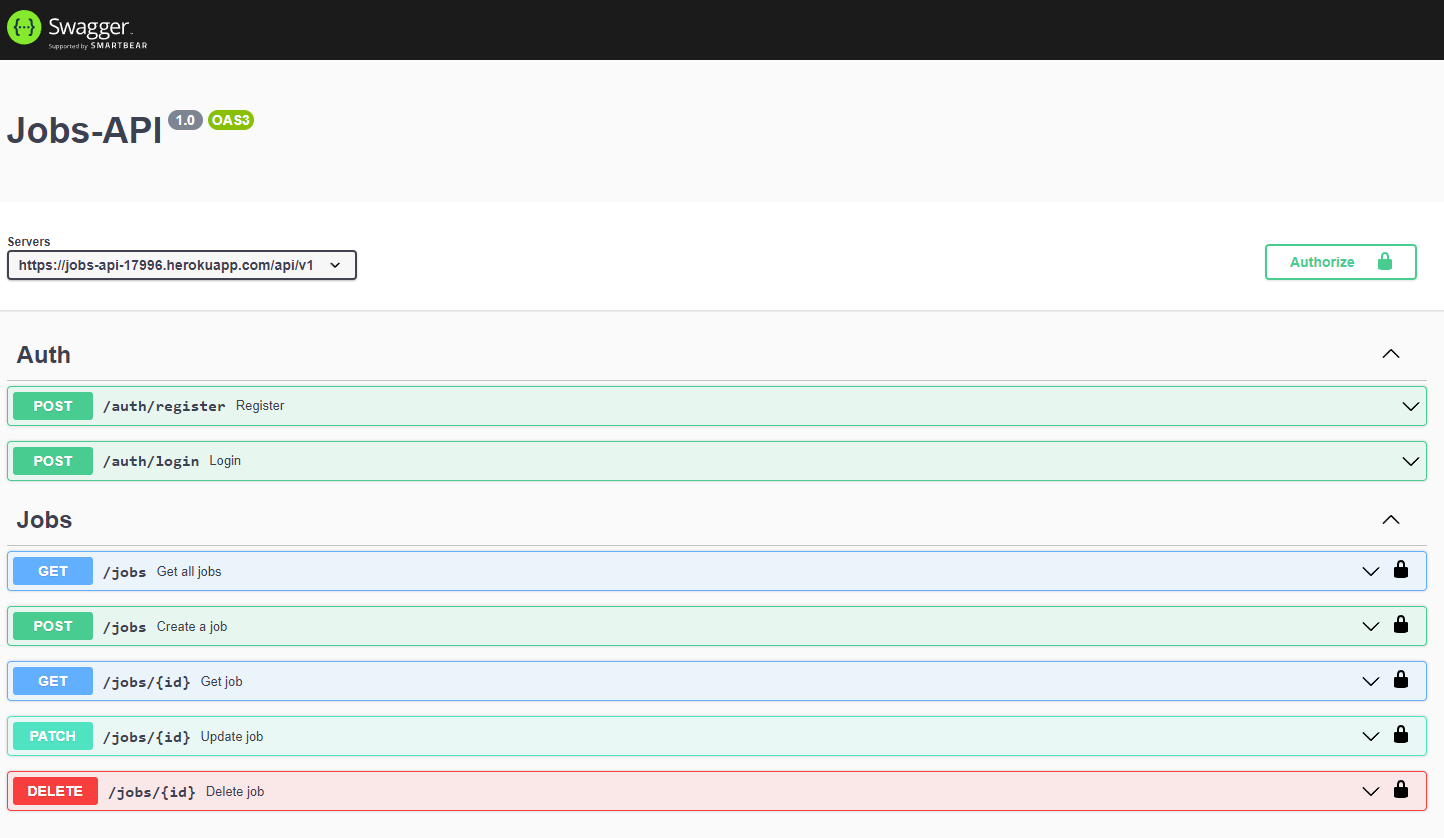 {···} Swagger™
Supported by SMARTBEAR
Jobs-API 1.0 OAS3
Servers
https://jobs-api-17996.herokuapp.com/api/v1
Authorize
Auth
POST /auth/register Register
POST /auth/login Login
Jobs
GET /jobs Get all jobs
POST /jobs Create a job
GET /jobs/{id} Get job
PATCH /jobs/{id} Update job
DELETE /jobs/{id} Delete job